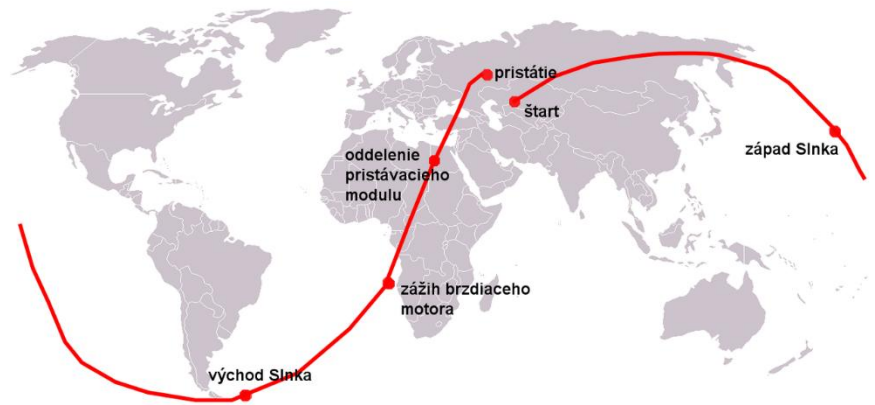 pristátie
štart
západ Slnka
oddelenie
pristávacieho
modulu
zážih brzdiaceho
motora
východ Slnka